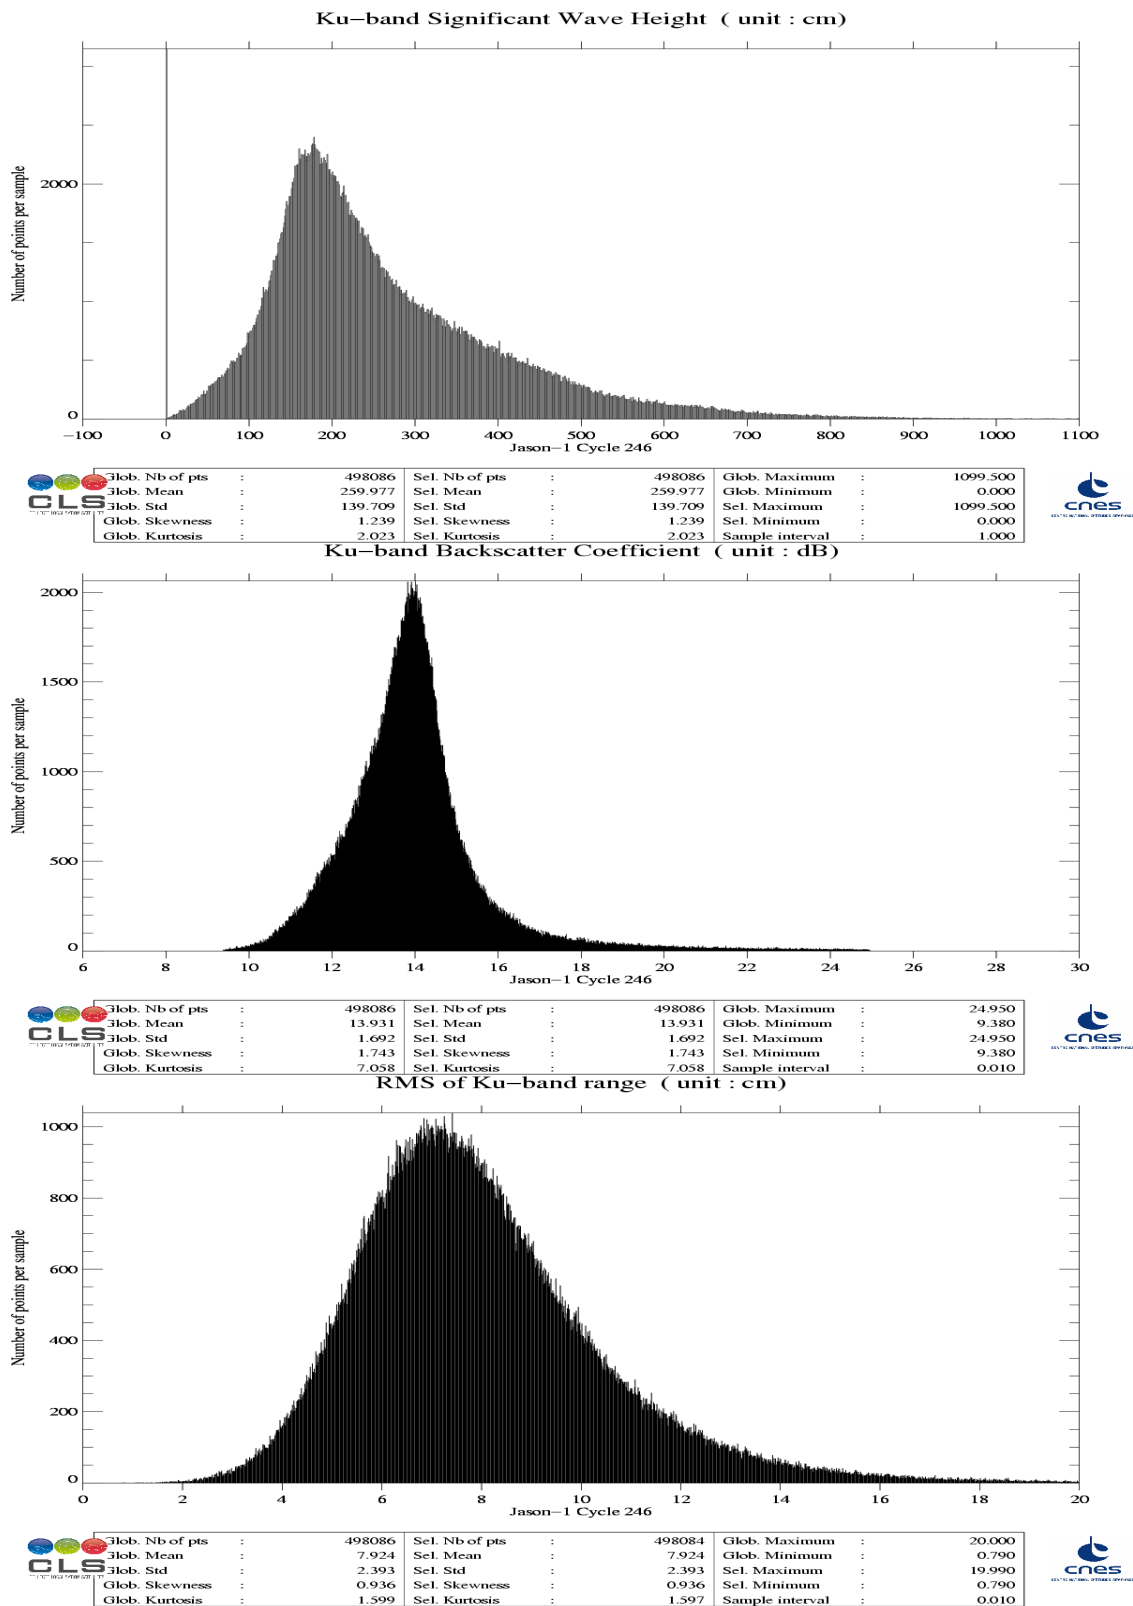 Ku−band Significant Wave Height ( unit : cm)
Number of points per sample
2000
0
−100 0 100 200 300 400 500 600 700 800 900 1000 1100
Jason−1 Cycle 246
CLS
cnes
Glob. Nb of pts : 498086 Sel. Nb of pts : 498086 Glob. Maximum : 1099.500
Glob. Mean : 259.977 Sel. Mean : 259.977 Glob. Minimum : 0.000
Glob. Std : 139.709 Sel. Std : 139.709 Sel. Maximum : 1099.500
Glob. Skewness : 1.239 Sel. Skewness : 1.239 Sel. Minimum : 0.000
Glob. Kurtosis : 2.023 Sel. Kurtosis : 2.023 Sample interval : 1.000
Ku−band Backscatter Coefficient ( unit : dB)
Number of points per sample
2000
1500
1000
500
0
6 8 10 12 14 16 18 20 22 24 26 28 30
Jason−1 Cycle 246
CLS
cnes
Glob. Nb of pts : 498086 Sel. Nb of pts : 498086 Glob. Maximum : 24.950
Glob. Mean : 13.931 Sel. Mean : 13.931 Glob. Minimum : 9.380
Glob. Std : 1.692 Sel. Std : 1.692 Sel. Maximum : 24.950
Glob. Skewness : 1.743 Sel. Skewness : 1.743 Sel. Minimum : 9.380
Glob. Kurtosis : 7.058 Sel. Kurtosis : 7.058 Sample interval : 0.010
RMS of Ku−band range ( unit : cm)
Number of points per sample
1000
800
600
400
200
0
0 2 4 6 8 10 12 14 16 18 20
Jason−1 Cycle 246
CLS
cnes
Glob. Nb of pts : 498086 Sel. Nb of pts : 498084 Glob. Maximum : 20.000
Glob. Mean : 7.924 Sel. Mean : 7.924 Glob. Minimum : 0.790
Glob. Std : 2.393 Sel. Std : 2.393 Sel. Maximum : 19.990
Glob. Skewness : 0.936 Sel. Skewness : 0.936 Sel. Minimum : 0.790
Glob. Kurtosis : 1.599 Sel. Kurtosis : 1.597 Sample interval : 0.010